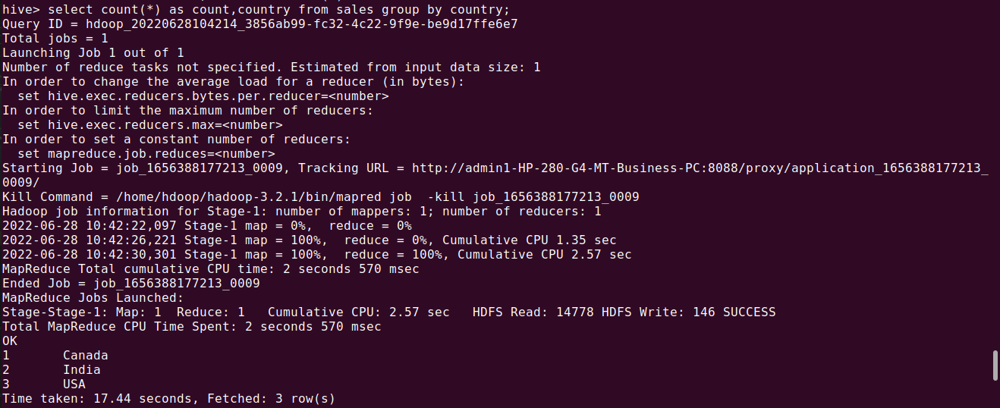 hive> select count(*) as count,country from sales group by country;
Query ID = hdoop_20220628104214_3856ab99-fc32-4c22-9f9e-be9d17ffe6e7
Total jobs = 1
Launching Job 1 out of 1
Number of reduce tasks not specified. Estimated from input data size: 1
In order to change the average load for a reducer (in bytes):
  set hive.exec.reducers.bytes.per.reducer=<number>
In order to limit the maximum number of reducers:
  set hive.exec.reducers.max=<number>
In order to set a constant number of reducers:
  set mapreduce.job.reduces=<number>
Starting Job = job_1656388177213_0009, Tracking URL = http://admin1-HP-280-G4-MT-Business-PC:8088/proxy/application_1656388177213_
0009/
Kill Command = /home/hdoop/hadoop-3.2.1/bin/mapred job  -kill job_1656388177213_0009
Hadoop job information for Stage-1: number of mappers: 1; number of reducers: 1
2022-06-28 10:42:22,097 Stage-1 map = 0%,  reduce = 0%
2022-06-28 10:42:26,221 Stage-1 map = 100%,  reduce = 0%, Cumulative CPU 1.35 sec
2022-06-28 10:42:30,301 Stage-1 map = 100%,  reduce = 100%, Cumulative CPU 2.57 sec
MapReduce Total cumulative CPU time: 2 seconds 570 msec
Ended Job = job_1656388177213_0009
MapReduce Jobs Launched:
Stage-Stage-1: Map: 1  Reduce: 1   Cumulative CPU: 2.57 sec   HDFS Read: 14778 HDFS Write: 146 SUCCESS
Total MapReduce CPU Time Spent: 2 seconds 570 msec
OK
1       Canada
2       India
3       USA
Time taken: 17.44 seconds, Fetched: 3 row(s)